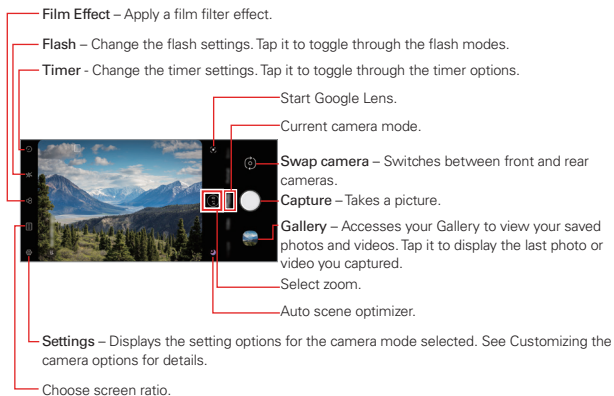 Film Effect – Apply a film filter effect.
Flash – Change the flash settings. Tap it to toggle through the flash modes.
Timer - Change the timer settings. Tap it to toggle through the timer options.
Start Google Lens.
Current camera mode.
Swap camera – Switches between front and rear
cameras.
Capture – Takes a picture.
Gallery – Accesses your Gallery to view your saved
photos and videos. Tap it to display the last photo or
video you captured.
Select zoom.
Auto scene optimizer.
Settings – Displays the setting options for the camera mode selected. See Customizing the
camera options for details.
Choose screen ratio.